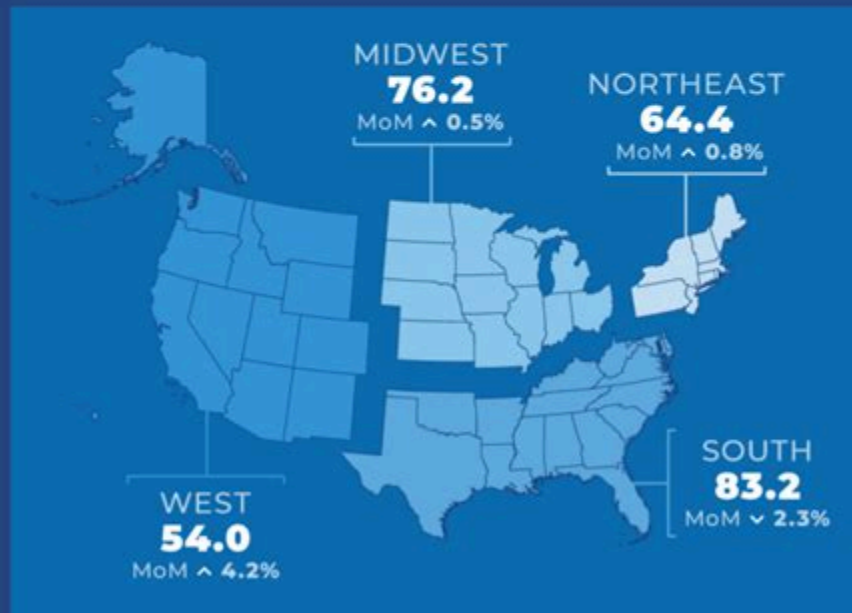 MIDWEST
76.2
MoM ^ 0.5%
NORTHEAST
64.4
MoM ^ 0.8%
SOUTH
83.2
MoM ⌄ 2.3%
WEST
54.0
MoM ^ 4.2%